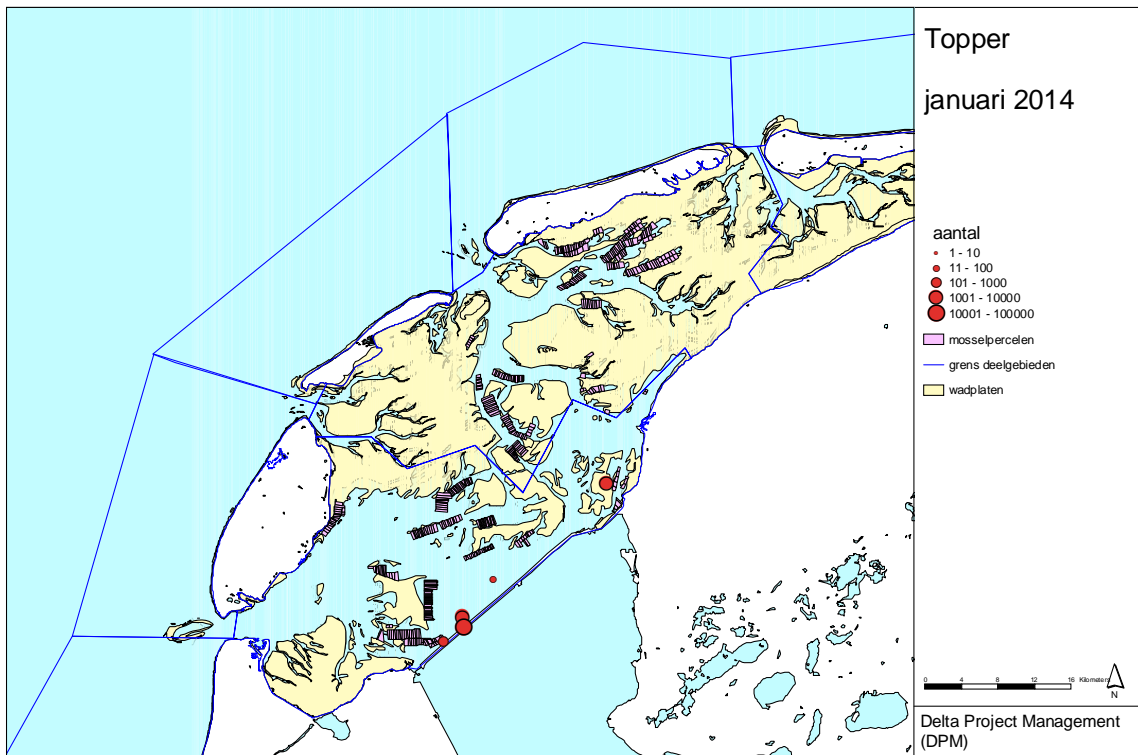 Topper
januari 2014
aantal
1 - 10
11 - 100
101 - 1000
1001 - 10000
10001 - 100000
mosselpercelen
grens deelgebieden
wadplaten
0 4 8 12 16 Kilometers
N
Delta Project Management
(DPM)